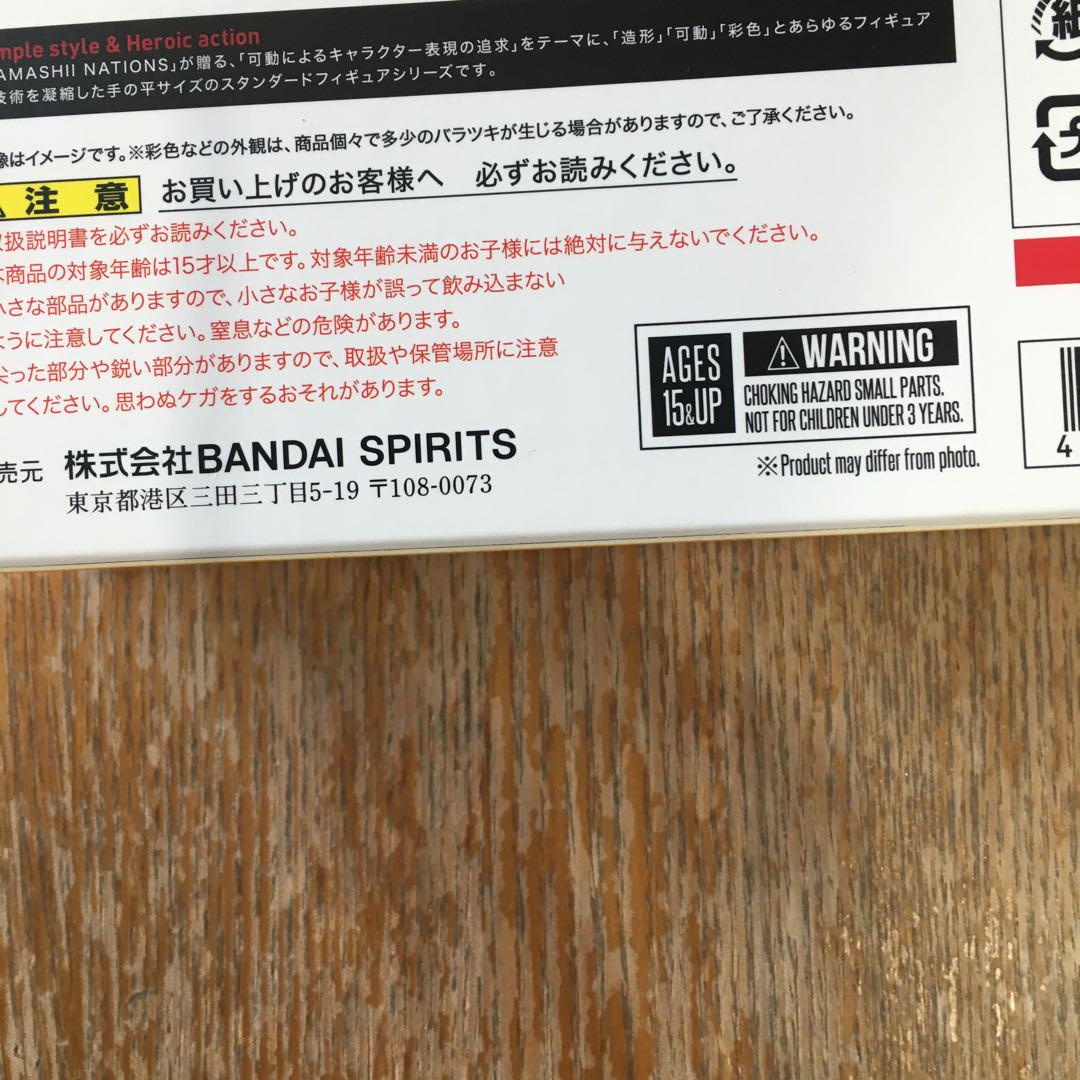 mple style & Heroic action
AMASHII NATIONS」が贈る、「可動によるキャラクター表現の追求」をテーマに、「造形」「可動」「彩色」とあらゆるフィギュア
技術を凝縮した手の平サイズのスタンダードフィギュアシリーズです。
像はイメージです。※彩色などの外観は、商品個々で多少のバラツキが生じる場合がありますので、ご了承ください。
注意 お買い上げのお客様へ 必ずお読みください。
取扱説明書を必ずお読みください。
本商品の対象年齢は15才以上です。対象年齢未満のお子様には絶対に与えないでください。
小さな部品がありますので、小さなお子様が誤って飲み込まない
ように注意してください。窒息などの危険があります。
尖った部分や鋭い部分がありますので、取扱や保管場所に注意
してください。思わぬケガをするおそれがあります。
売元 株式会社BANDAI SPIRITS
東京都港区三田三丁目5-19 〒108-0073
AGES
15&UP
⚠WARNING
CHOKING HAZARD SMALL PARTS.
NOT FOR CHILDREN UNDER 3 YEARS.
※Product may differ from photo.
紙
プ
4